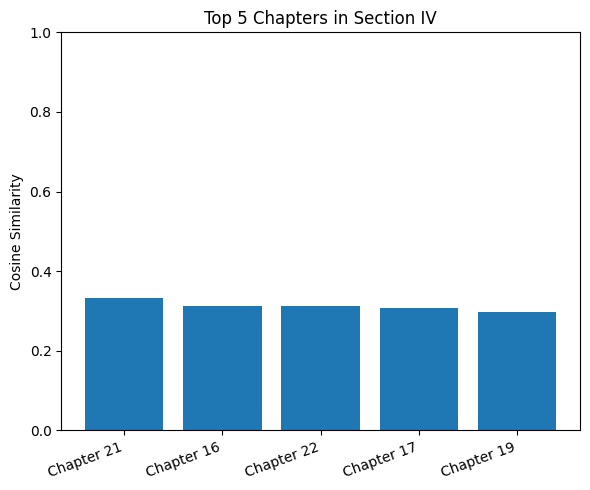 Top 5 Chapters in Section IV
Cosine Similarity
1.0
0.8
0.6
0.4
0.2
0.0
Chapter 21
Chapter 16
Chapter 22
Chapter 17
Chapter 19